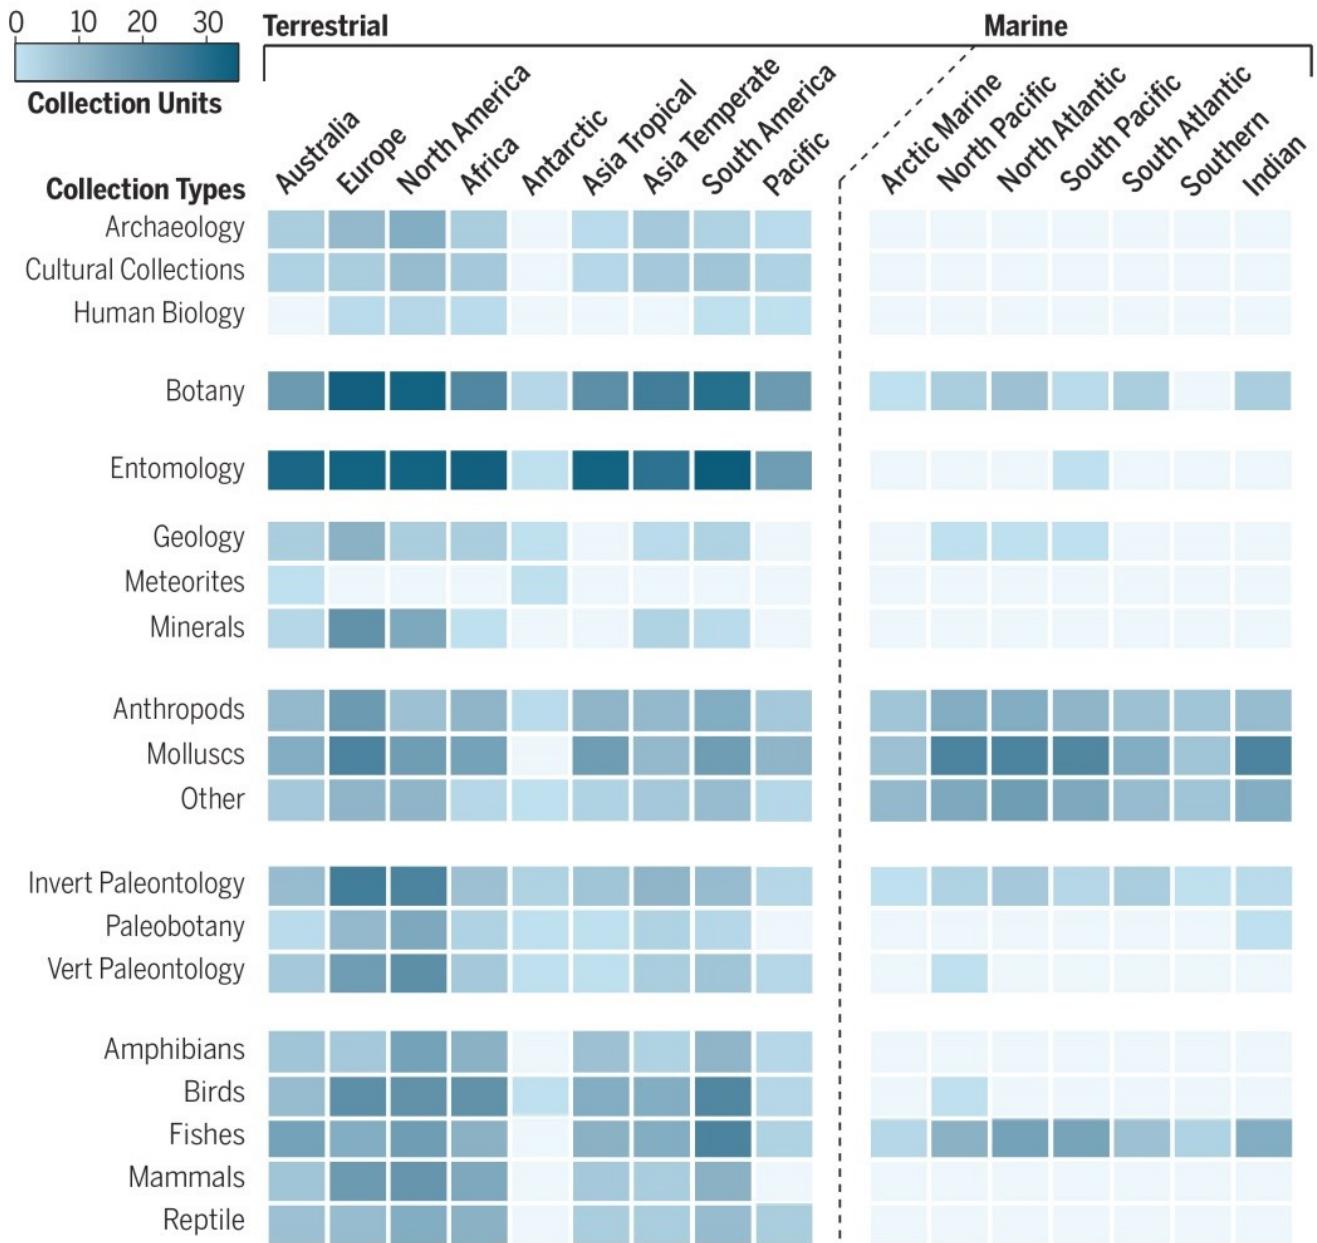 0 10 20 30
Collection Units
Terrestrial
Marine
Australia
Europe
North America
Africa
Antarctic
Asia Tropical
Asia Temperate
South America
Pacific
Arctic Marine
North Pacific
North Atlantic
South Pacific
South Atlantic
Southern
Indian
Collection Types
Archaeology
Cultural Collections
Human Biology
Botany
Entomology
Geology
Meteorites
Minerals
Anthropods
Molluscs
Other
Invert Paleontology
Paleobotany
Vert Paleontology
Amphibians
Birds
Fishes
Mammals
Reptile